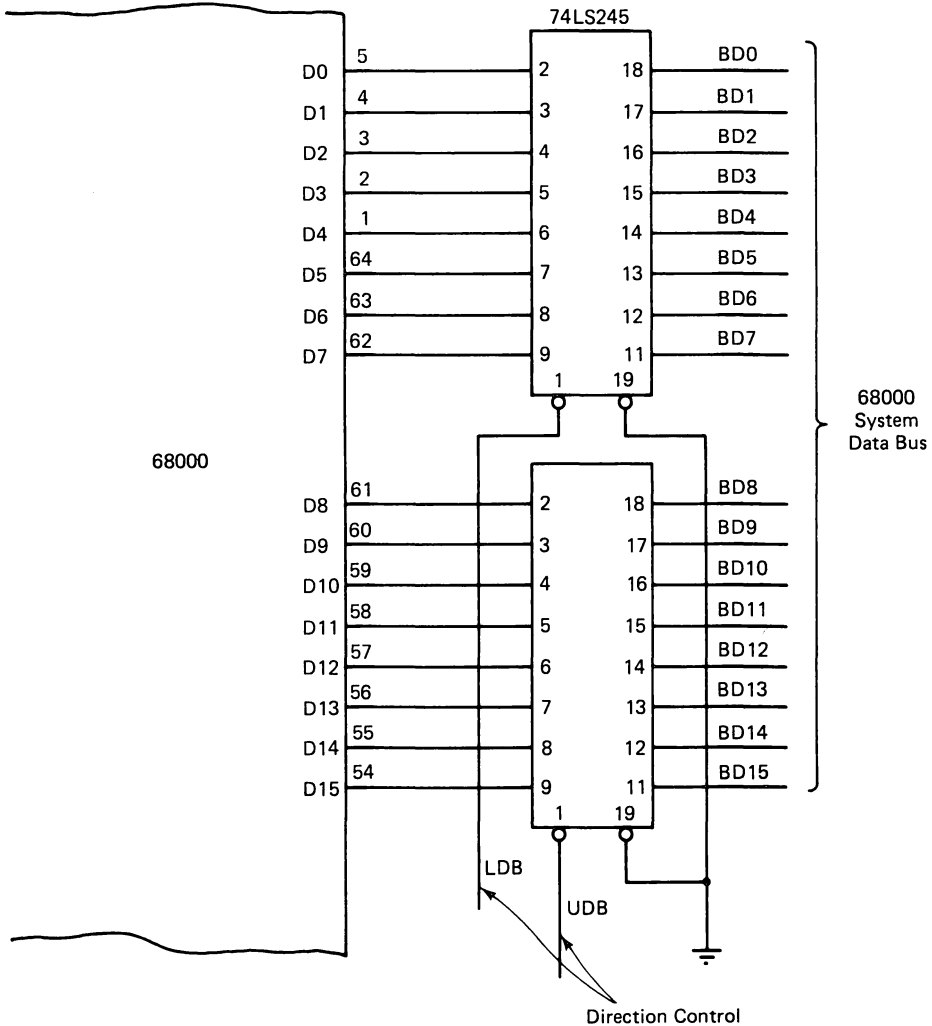 74LS245
D0 5 2 18 BD0
D1 4 3 17 BD1
D2 3 4 16 BD2
D3 2 5 15 BD3
D4 1 6 14 BD4
D5 64 7 13 BD5
D6 63 8 12 BD6
D7 62 9 11 BD7
1 19
68000
System
Data Bus
68000
D8 61 2 18 BD8
D9 60 3 17 BD9
D10 59 4 16 BD10
D11 58 5 15 BD11
D12 57 6 14 BD12
D13 56 7 13 BD13
D14 55 8 12 BD14
D15 54 9 11 BD15
1 19
LDB
UDB
Direction Control